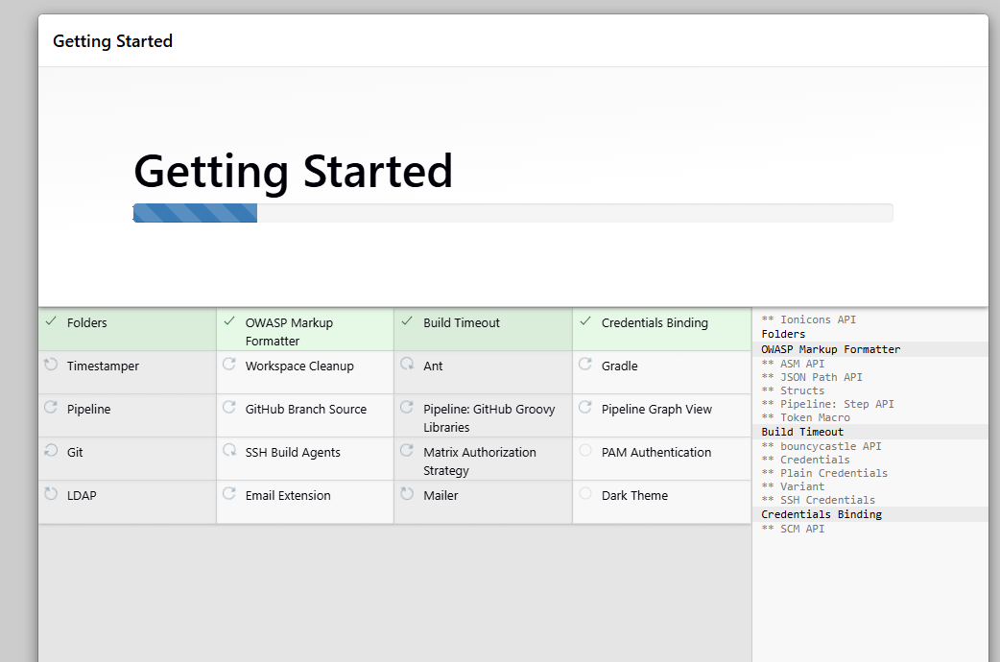 Getting Started
Getting Started
Folders
OWASP Markup
Formatter
Build Timeout
Credentials Binding
Timestamper
Workspace Cleanup
Ant
Gradle
Pipeline
GitHub Branch Source
Pipeline: GitHub Groovy
Libraries
Pipeline Graph View
Git
SSH Build Agents
Matrix Authorization
Strategy
PAM Authentication
LDAP
Email Extension
Mailer
Dark Theme
** Ionicons API
Folders
OWASP Markup Formatter
** ASM API
** JSON Path API
** Structs
** Pipeline: Step API
** Token Macro
Build Timeout
** bouncycastle API
** Credentials
** Plain Credentials
** Variant
** SSH Credentials
Credentials Binding
** SCM API